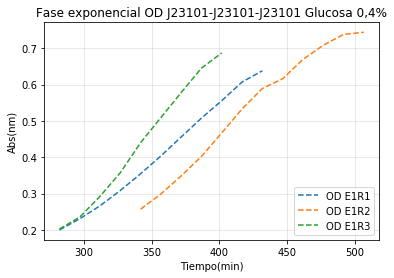 Fase exponencial OD J23101-J23101-J23101 Glucosa 0,4%
Abs(nm)
0.7
0.6
0.5
0.4
0.3
0.2
OD E1R1
OD E1R2
OD E1R3
300 350 400 450 500
Tiempo(min)